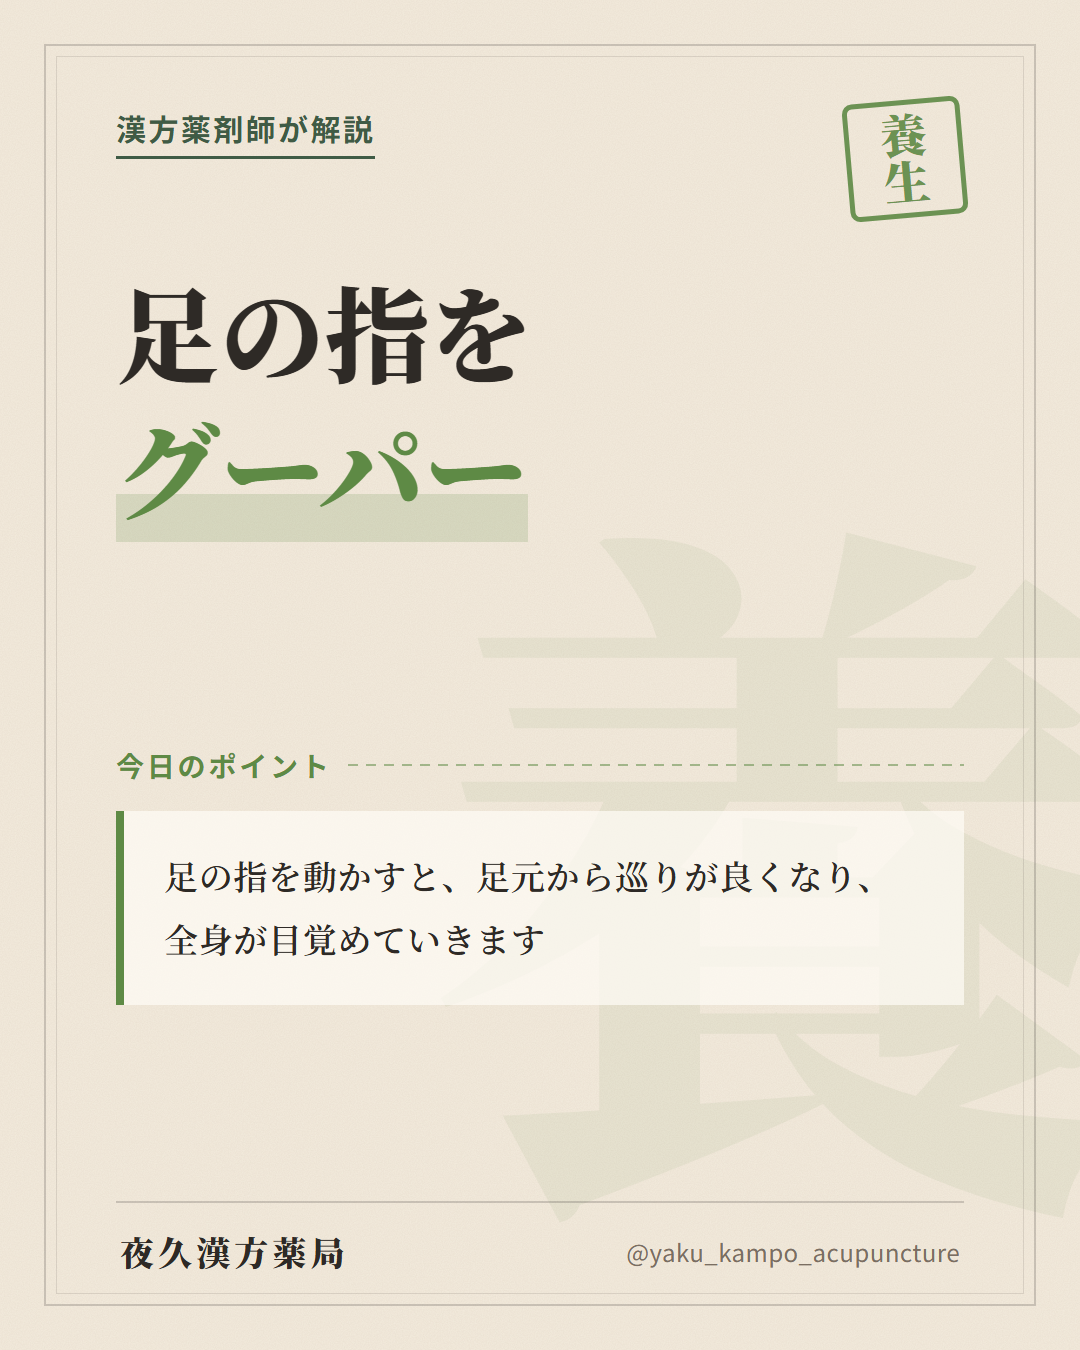 漢方薬剤師が解説
養
生
足の指を
グーパー
養
今日のポイント
足の指を動かすと、足元から巡りが良くなり、
全身が目覚めていきます
夜久漢方薬局
@yaku_kampo_acupuncture